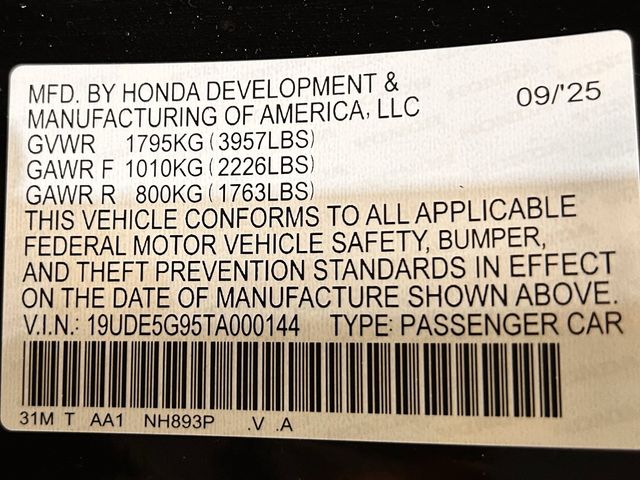 MFD. BY HONDA DEVELOPMENT &
MANUFACTURING OF AMERICA, LLC
09/'25
GVWR 1795KG (3957LBS)
GAWR F 1010KG (2226LBS)
GAWR R 800KG (1763LBS)
THIS VEHICLE CONFORMS TO ALL APPLICABLE
FEDERAL MOTOR VEHICLE SAFETY, BUMPER,
AND THEFT PREVENTION STANDARDS IN EFFECT
ON THE DATE OF MANUFACTURE SHOWN ABOVE.
V.I.N.: 19UDE5G95TA000144 TYPE: PASSENGER CAR
31M T AA1 NH893P .V .A